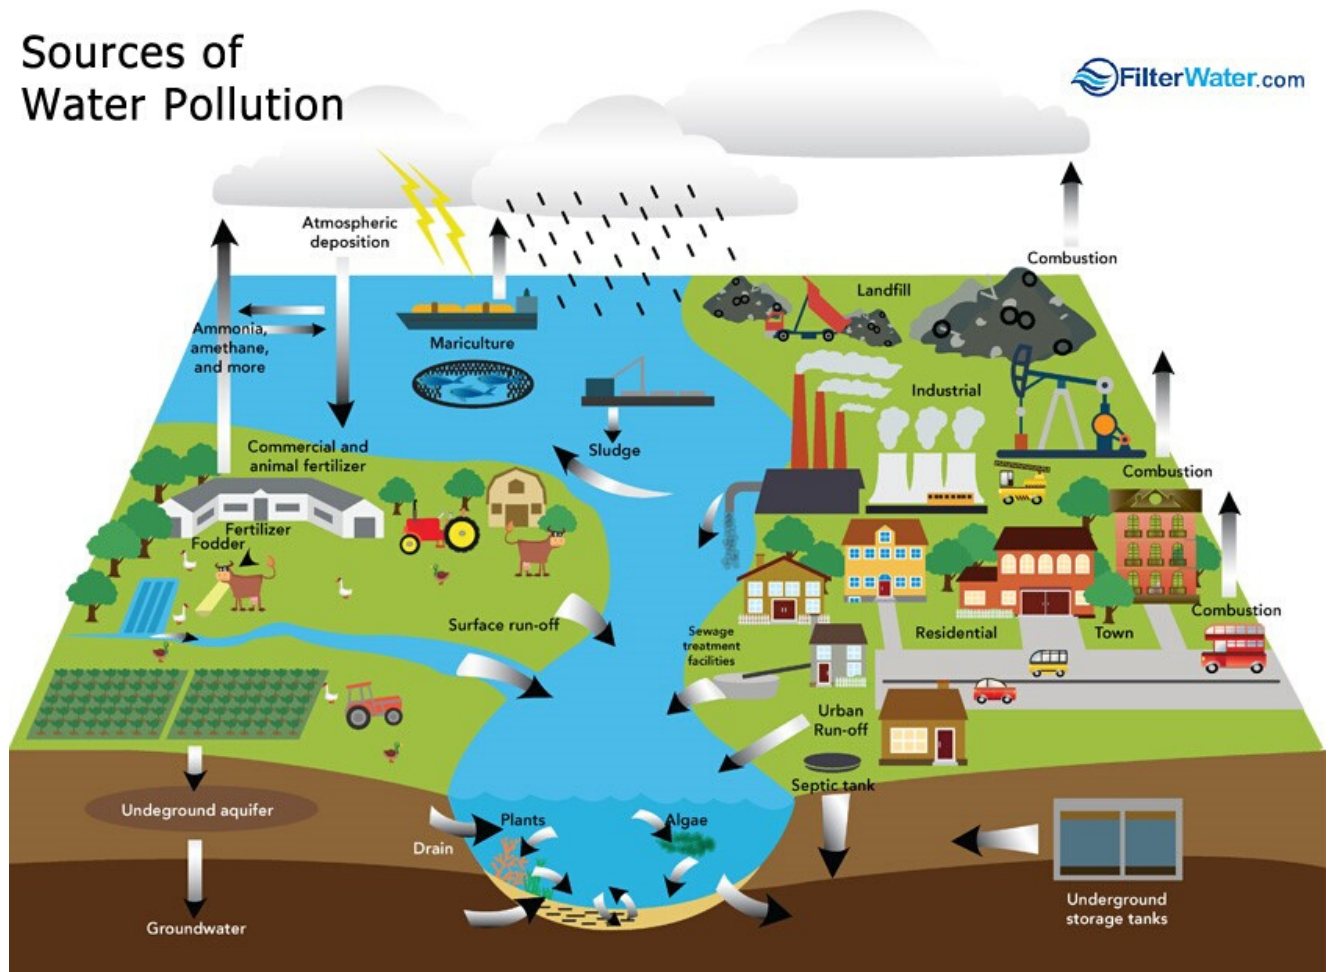 Sources of
Water Pollution
FilterWater.com
Atmospheric
deposition
Combustion
Landfill
Ammonia,
amethane,
and more
Mariculture
Industrial
Commercial and
animal fertilizer
Sludge
Combustion
Fertilizer
Fodder
Combustion
Surface run-off
Sewage
treatment
facilities
Residential
Town
Urban
Run-off
Septic tank
Undeground aquifer
Plants
Algae
Drain
Underground
storage tanks
Groundwater